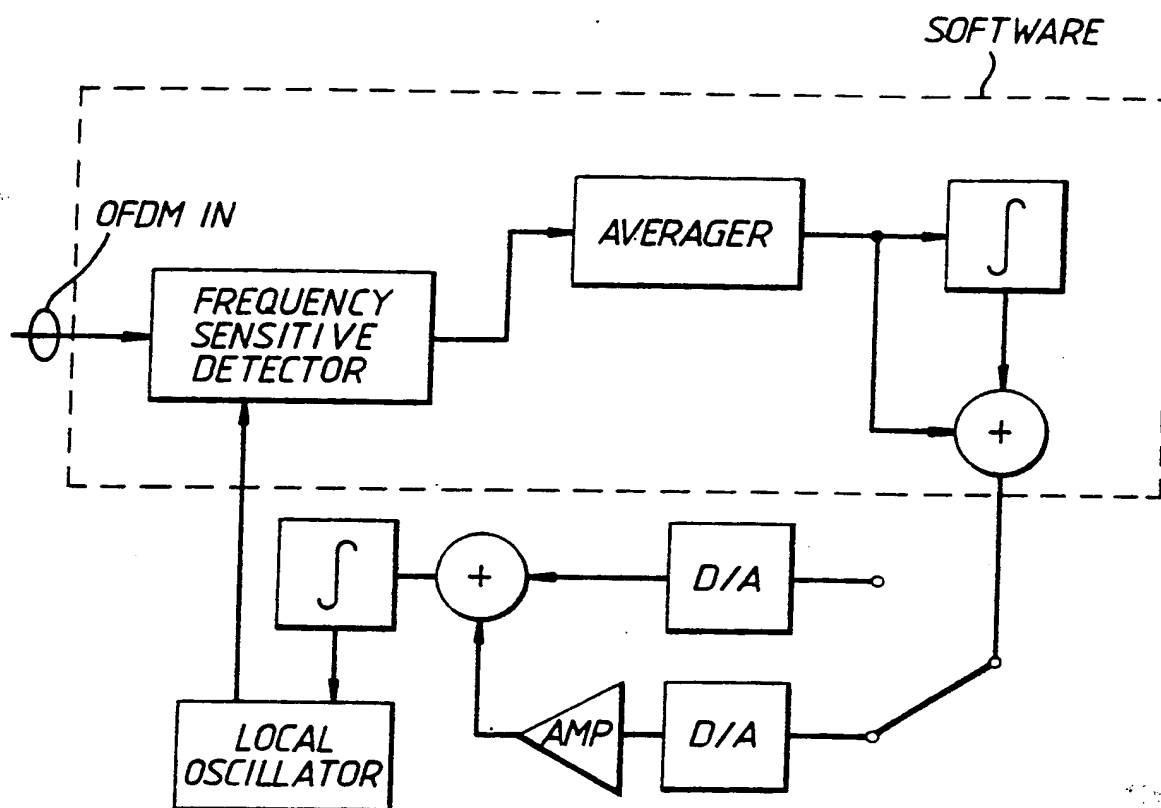 SOFTWARE
OFDM IN
AVERAGER
∫
FREQUENCY
SENSITIVE
DETECTOR
+
∫
+
D/A
AMP
D/A
LOCAL
OSCILLATOR